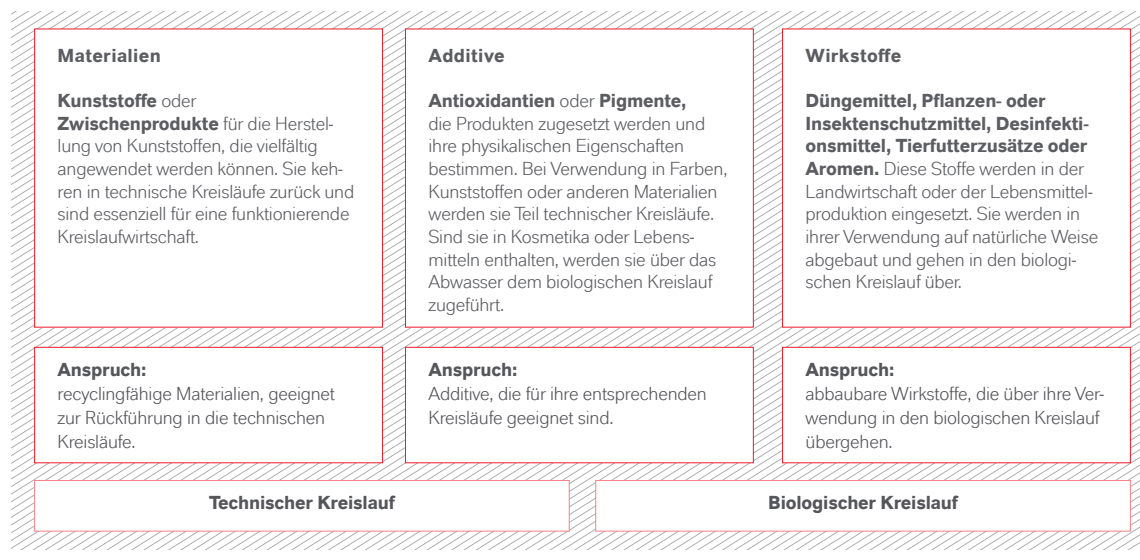 Materialien
Kunststoffe oder
Zwischenprodukte für die Herstel-
lung von Kunststoffen, die vielfältig
angewendet werden können. Sie keh-
ren in technische Kreisläufe zurück und
sind essenziell für eine funktionierende
Kreislaufwirtschaft.
Additive
Antioxidantien oder Pigmente,
die Produkten zugesetzt werden und
ihre physikalischen Eigenschaften
bestimmen. Bei Verwendung in Farben,
Kunststoffen oder anderen Materialien
werden sie Teil technischer Kreisläufe.
Sind sie in Kosmetika oder Lebens-
mitteln enthalten, werden sie über das
Abwasser dem biologischen Kreislauf
zugeführt.
Wirkstoffe
Düngemittel, Pflanzen- oder
Insektenschutzmittel, Desinfekti-
onsmittel, Tierfutterzusätze oder
Aromen. Diese Stoffe werden in der
Landwirtschaft oder der Lebensmittel-
produktion eingesetzt. Sie werden in
ihrer Verwendung auf natürliche Weise
abgebaut und gehen in den biologi-
schen Kreislauf über.
Anspruch:
recyclingfähige Materialien, geeignet
zur Rückführung in die technischen
Kreisläufe.
Anspruch:
Additive, die für ihre entsprechenden
Kreisläufe geeignet sind.
Anspruch:
abbaubare Wirkstoffe, die über ihre Ver-
wendung in den biologischen Kreislauf
übergehen.
Technischer Kreislauf
Biologischer Kreislauf